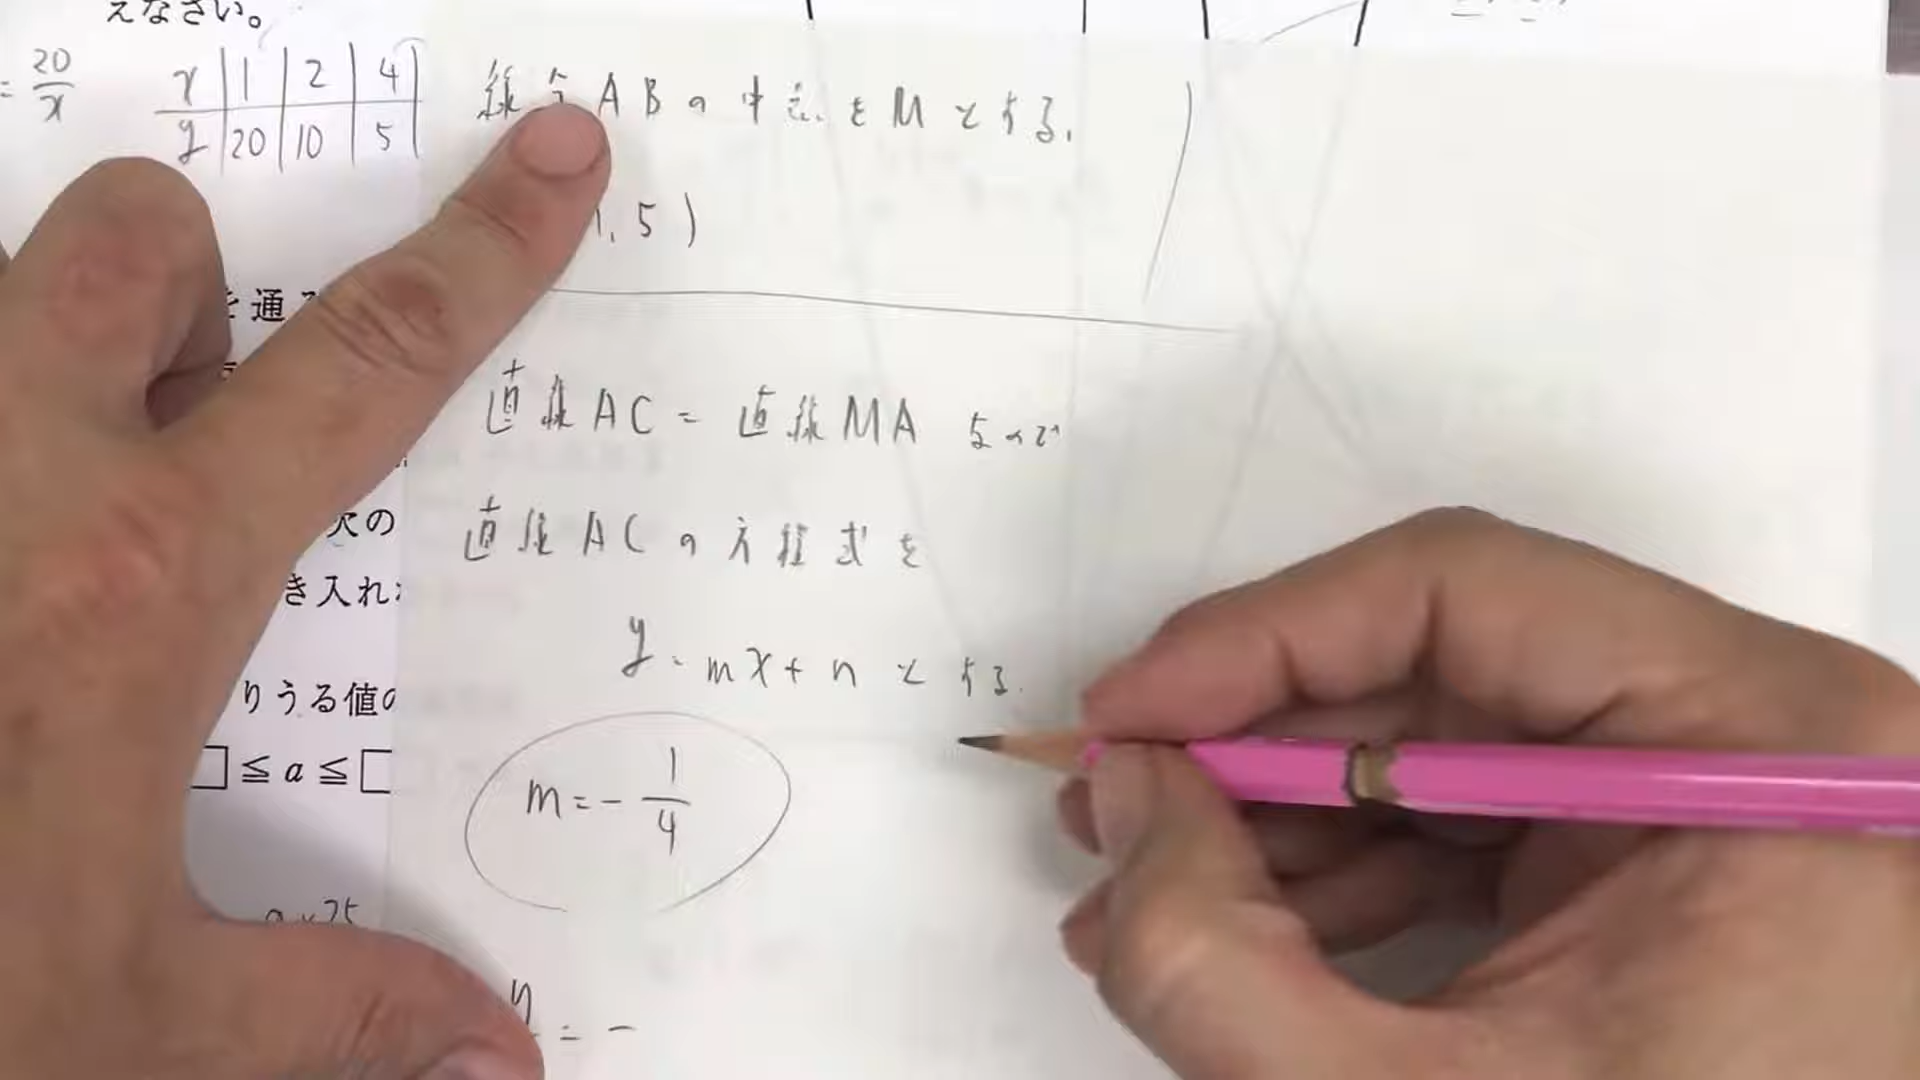 えなさい。
= 20/x
x 1 2 4
y 20 10 5
線分ABの中点をMとする.
1, 5 )
を通
直線AC = 直線MA なので
直線ACの方程式を
次の
き入れ
y = mx + n とする.
りうる値の
m = - 1/4
□ ≦ a ≦ □
y = -